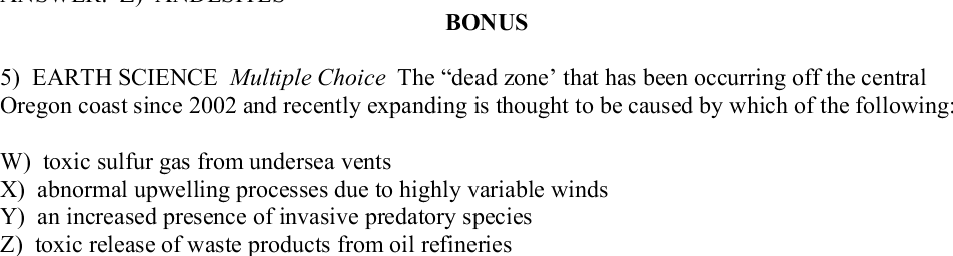 ANSWER: Z) ANDESITES
BONUS
5) EARTH SCIENCE Multiple Choice The “dead zone’ that has been occurring off the central
Oregon coast since 2002 and recently expanding is thought to be caused by which of the following:
W) toxic sulfur gas from undersea vents
X) abnormal upwelling processes due to highly variable winds
Y) an increased presence of invasive predatory species
Z) toxic release of waste products from oil refineries